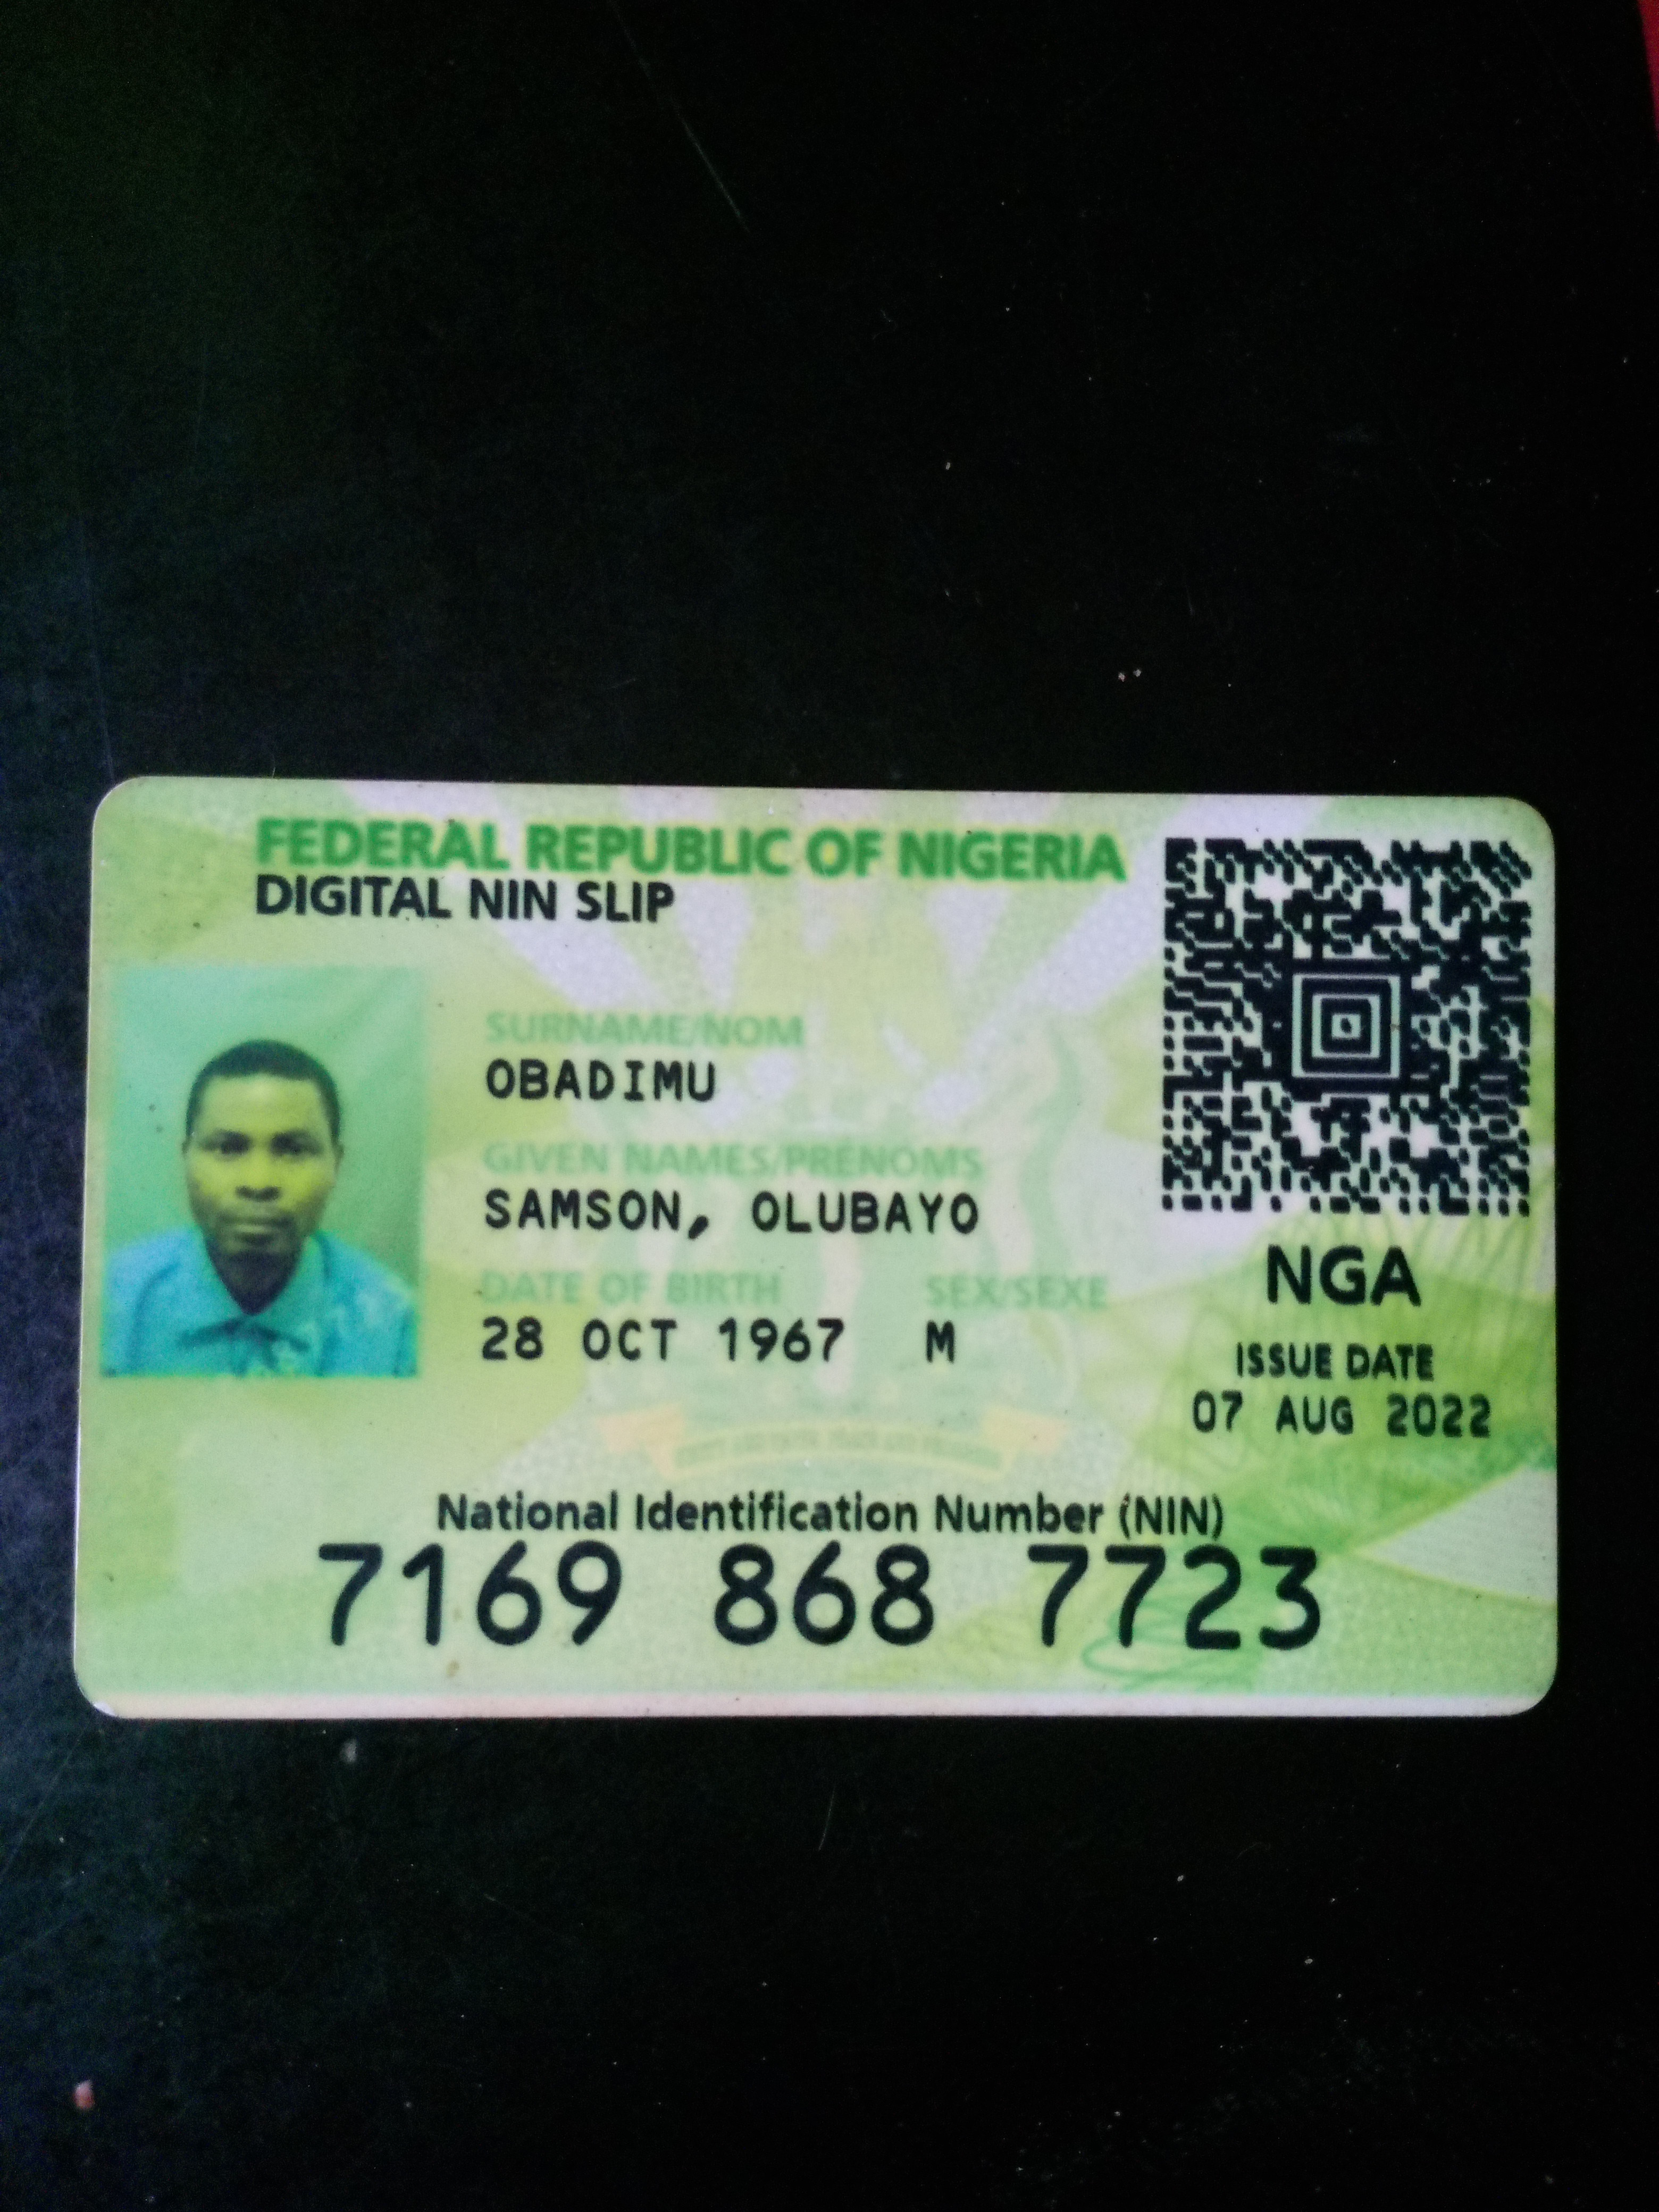 FEDERAL REPUBLIC OF NIGERIA
DIGITAL NIN SLIP
SURNAME/NOM
OBADIMU
GIVEN NAMES/PRÉNOMS
SAMSON, OLUBAYO
DATE OF BIRTH SEX/SEXE
28 OCT 1967 M
NGA
ISSUE DATE
07 AUG 2022
National Identification Number (NIN)
7169 868 7723